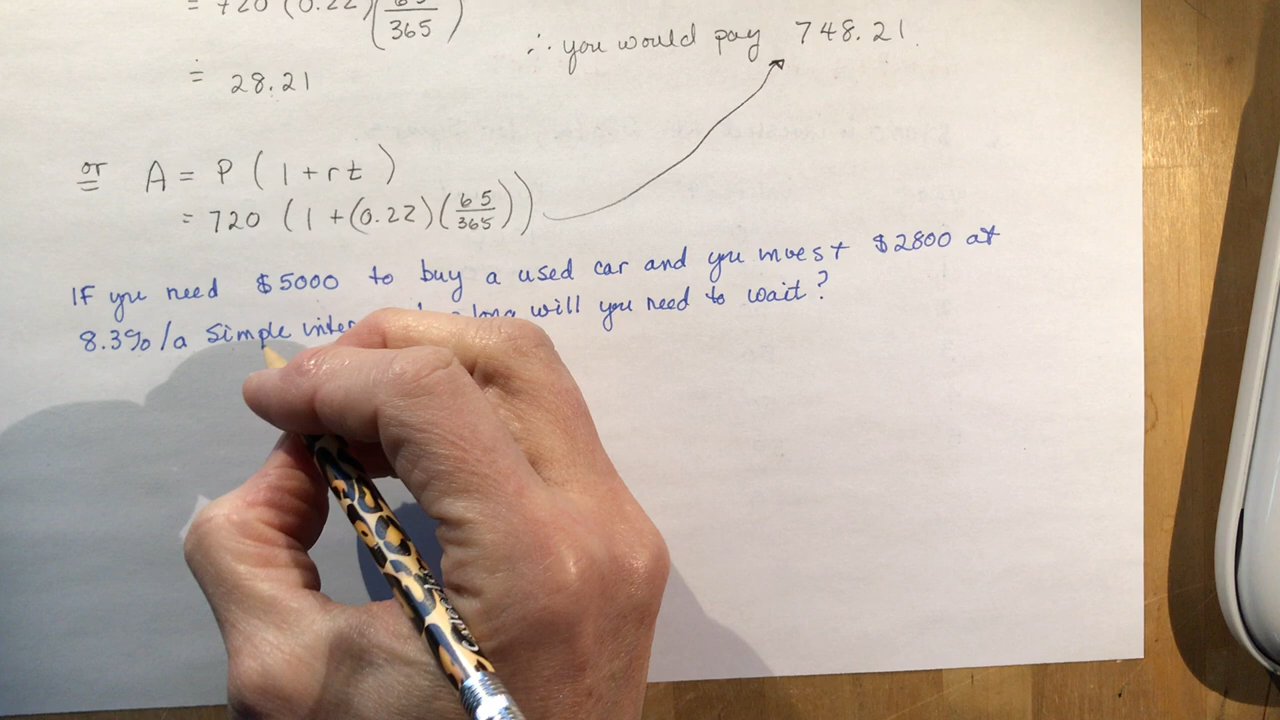 = 720 (0.22)(65/365)
= 28.21
∴ you would pay 748.21.
or A = P (1+rt)
= 720 (1+(0.22)(65/365))
IF you need $5000 to buy a used car and you invest $2800 at
8.3%/a simple inter long will you need to wait?